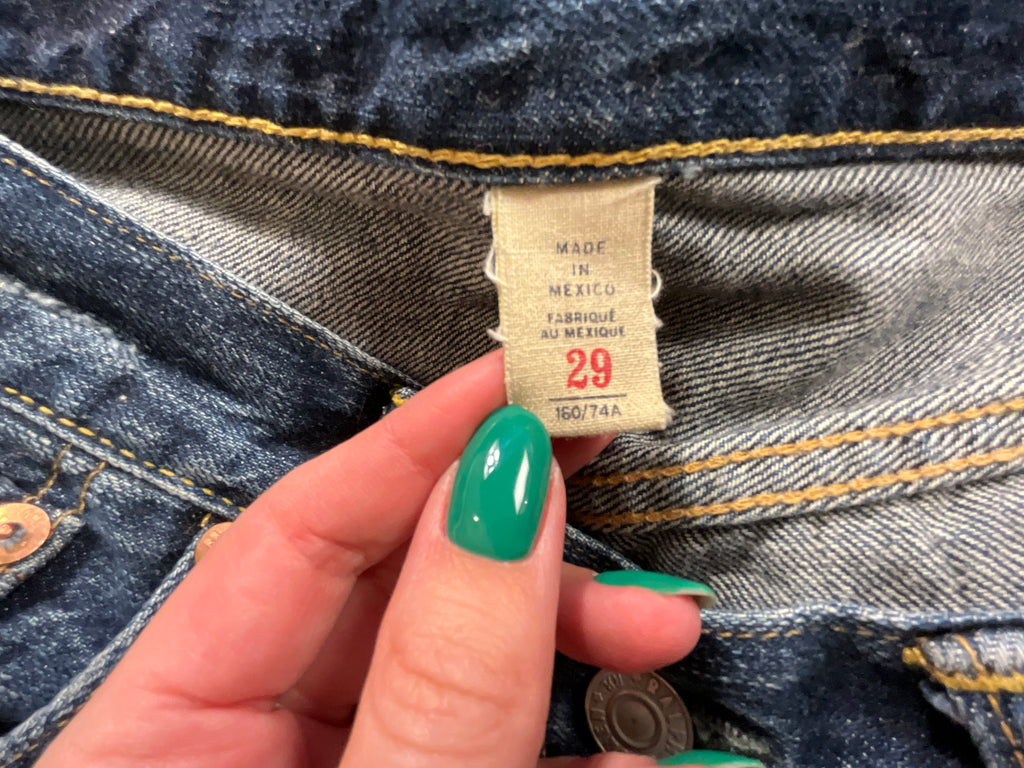 MADE
IN
MEXICO
FABRIQUÉ
AU MEXIQUE
29
160/74A